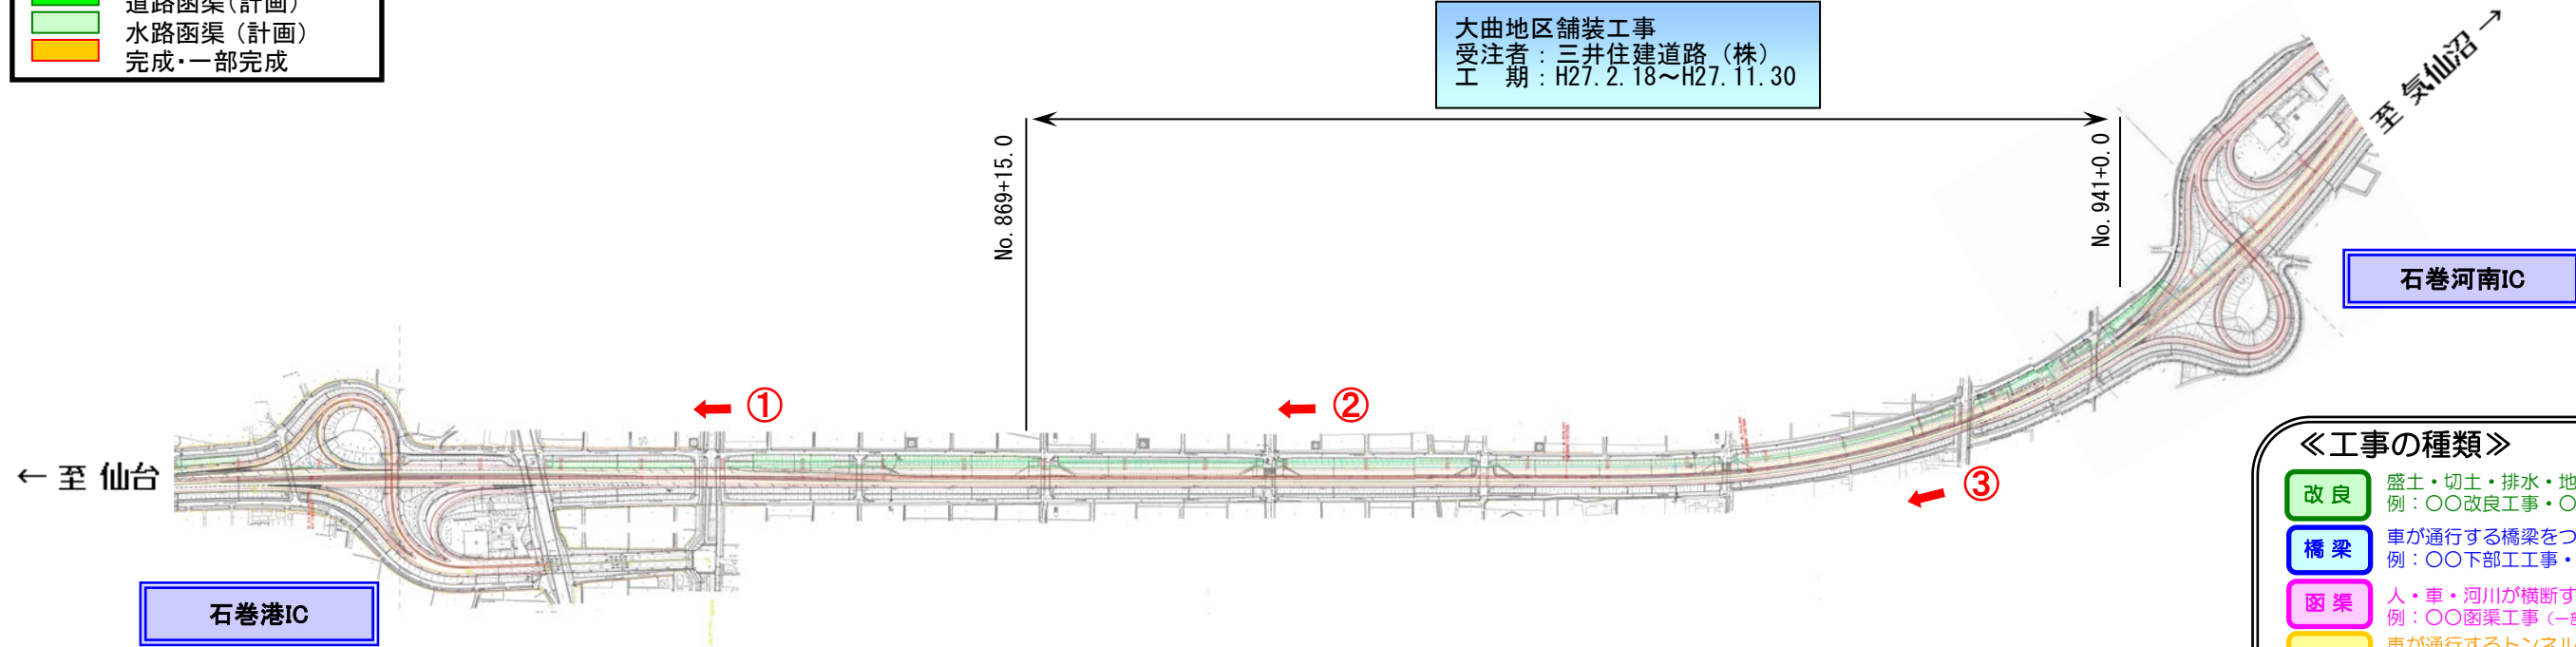 道路函渠(計画)
水路函渠(計画)
完成・一部完成
大曲地区舗装工事
受注者：三井住建道路(株)
工　期：H27.2.18～H27.11.30
至 気仙沼 →
No.869+15.0
No.941+0.0
石巻河南IC
①
②
③
← 至 仙台
石巻港IC
≪工事の種類≫
改良
盛土・切土・排水・地
例：〇〇改良工事・〇
橋梁
車が通行する橋梁をつ
例：〇〇下部工工事・
函渠
人・車・河川が横断す
例：〇〇函渠工事（一部
車が通行するトンネル